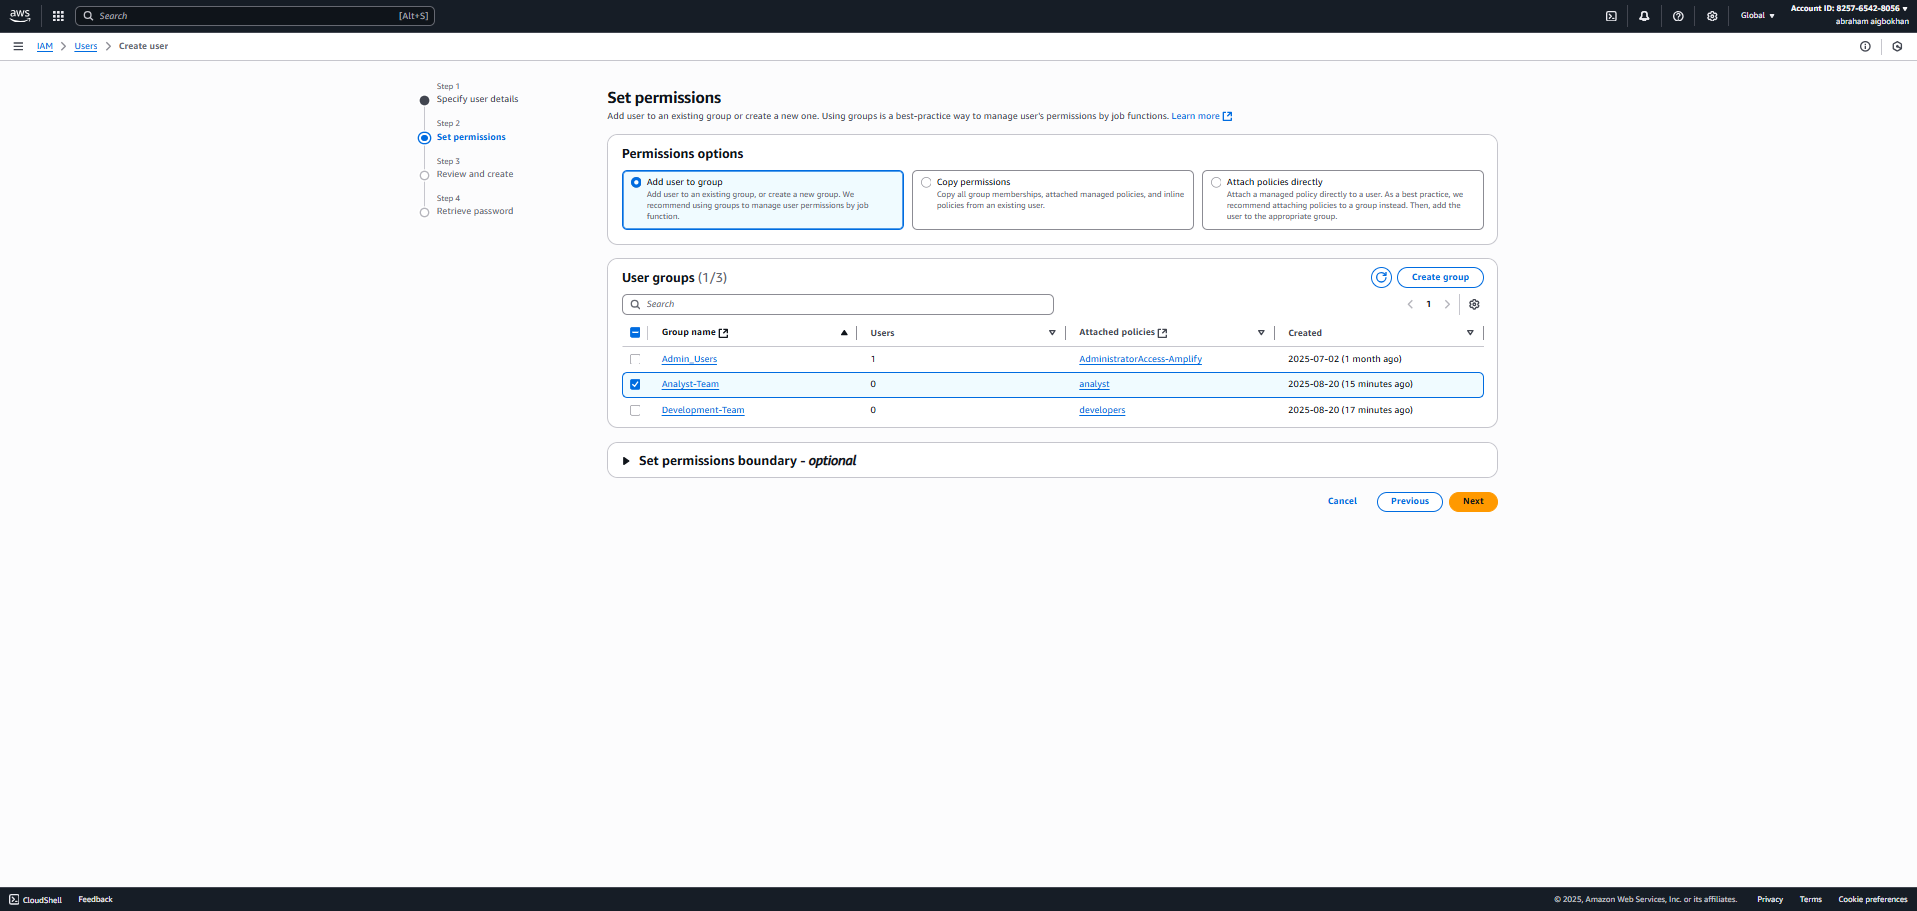 aws
Search [Alt+S]
Global
Account ID: 8257-6542-8056
abraham aigbokhan
IAM > Users > Create user
Step 1
Specify user details
Step 2
Set permissions
Step 3
Review and create
Step 4
Retrieve password
Set permissions
Add user to an existing group or create a new one. Using groups is a best-practice way to manage user's permissions by job functions. Learn more
Permissions options
Add user to group
Add user to an existing group, or create a new group. We
recommend using groups to manage user permissions by job
function.
Copy permissions
Copy all group memberships, attached managed policies, and inline
policies from an existing user.
Attach policies directly
Attach a managed policy directly to a user. As a best practice, we
recommend attaching policies to a group instead. Then, add the
user to the appropriate group.
User groups (1/3)
Create group
Search
1
Group name Users Attached policies Created
Admin_Users 1 AdministratorAccess-Amplify 2025-07-02 (1 month ago)
Analyst-Team 0 analyst 2025-08-20 (15 minutes ago)
Development-Team 0 developers 2025-08-20 (17 minutes ago)
Set permissions boundary - optional
Cancel Previous Next
CloudShell Feedback © 2025, Amazon Web Services, Inc. or its affiliates. Privacy Terms Cookie preferences